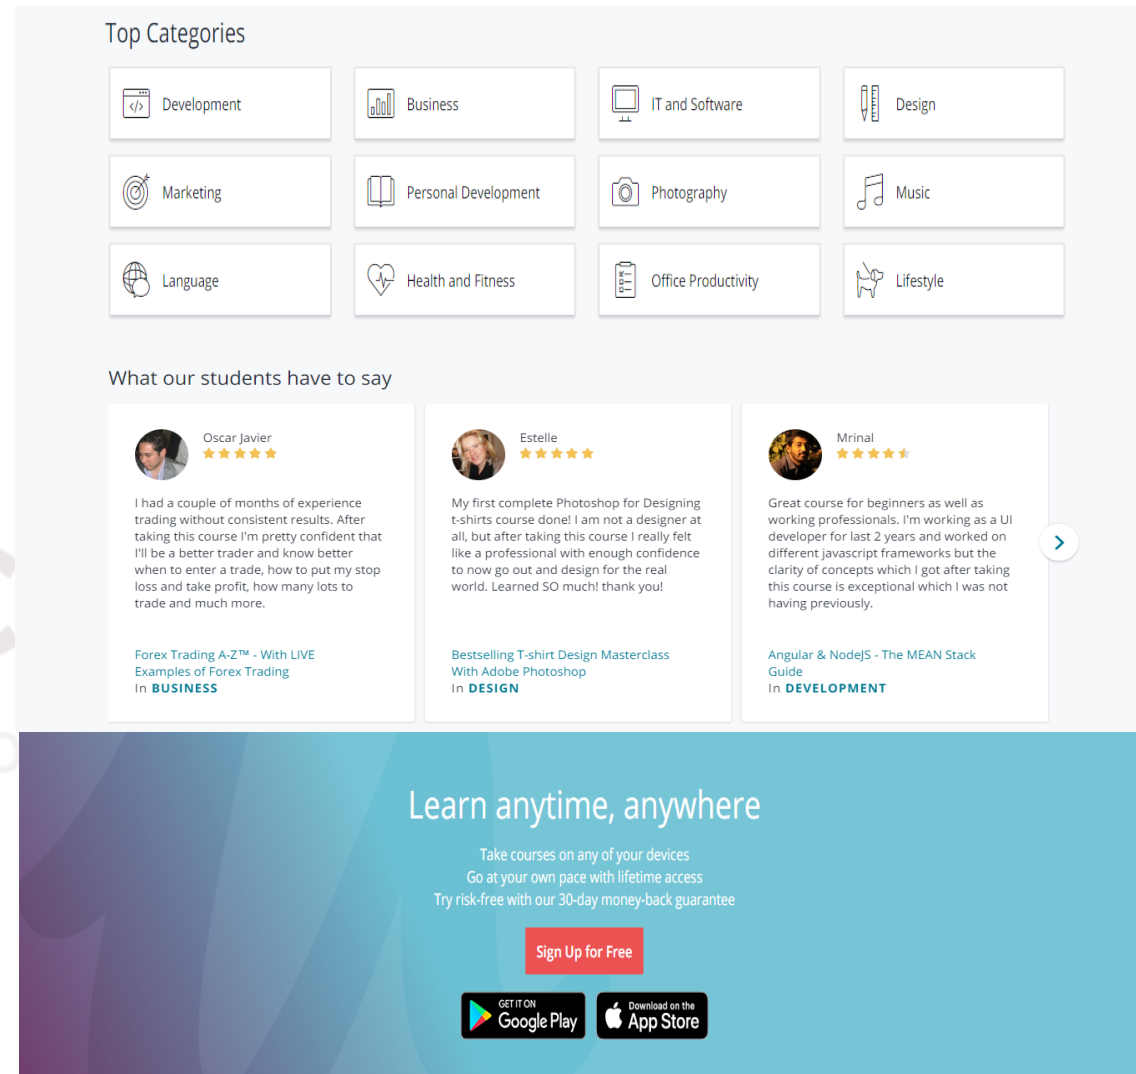 Top Categories
Development
Business
IT and Software
Design
Marketing
Personal Development
Photography
Music
Language
Health and Fitness
Office Productivity
Lifestyle
What our students have to say
Oscar Javier
I had a couple of months of experience
trading without consistent results. After
taking this course I'm pretty confident that
I'll be a better trader and know better
when to enter a trade, how to put my stop
loss and take profit, how many lots to
trade and much more.
Forex Trading A-Z™ - With LIVE
Examples of Forex Trading
In BUSINESS
Estelle
My first complete Photoshop for Designing
t-shirts course done! I am not a designer at
all, but after taking this course I really felt
like a professional with enough confidence
to now go out and design for the real
world. Learned SO much! thank you!
Bestselling T-shirt Design Masterclass
With Adobe Photoshop
In DESIGN
Mrinal
Great course for beginners as well as
working professionals. I'm working as a UI
developer for last 2 years and worked on
different javascript frameworks but the
clarity of concepts which I got after taking
this course is exceptional which I was not
having previously.
Angular & NodeJS - The MEAN Stack
Guide
In DEVELOPMENT
Learn anytime, anywhere
Take courses on any of your devices
Go at your own pace with lifetime access
Try risk-free with our 30-day money-back guarantee
Sign Up for Free
GET IT ON
Google Play
Download on the
App Store